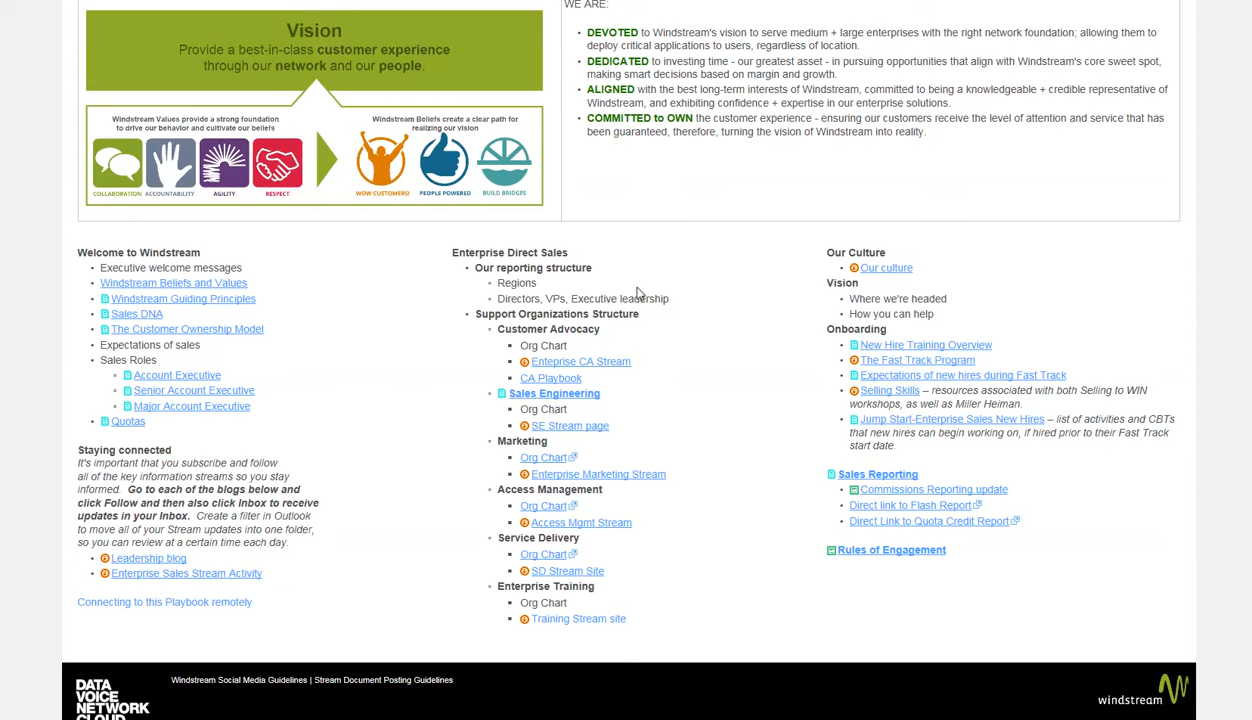 Vision
Provide a best-in-class customer experience
through our network and our people.
Windstream Values provide a strong foundation
to drive our behavior and cultivate our beliefs
Windstream Beliefs create a clear path for
realizing our vision
COLLABORATION ACCOUNTABILITY AGILITY RESPECT
WOW CUSTOMERS! PEOPLE POWERED BUILD BRIDGES
WE ARE:
• DEVOTED to Windstream's vision to serve medium + large enterprises with the right network foundation; allowing them to
deploy critical applications to users, regardless of location.
• DEDICATED to investing time - our greatest asset - in pursuing opportunities that align with Windstream's core sweet spot,
making smart decisions based on margin and growth.
• ALIGNED with the best long-term interests of Windstream, committed to being a knowledgeable + credible representative of
Windstream, and exhibiting confidence + expertise in our enterprise solutions.
• COMMITTED to OWN the customer experience - ensuring our customers receive the level of attention and service that has
been guaranteed, therefore, turning the vision of Windstream into reality.
Welcome to Windstream
• Executive welcome messages
• Windstream Beliefs and Values
• Windstream Guiding Principles
• Sales DNA
• The Customer Ownership Model
• Expectations of sales
• Sales Roles
Account Executive
Senior Account Executive
Major Account Executive
• Quotas
Staying connected
It's important that you subscribe and follow
all of the key information streams so you stay
informed. Go to each of the blogs below and
click Follow and then also click Inbox to receive
updates in your Inbox. Create a filter in Outlook
to move all of your Stream updates into one folder,
so you can review at a certain time each day.
• Leadership blog
• Enterprise Sales Stream Activity
Connecting to this Playbook remotely
Enterprise Direct Sales
• Our reporting structure
Regions
Directors, VPs, Executive leadership
• Support Organizations Structure
Customer Advocacy
Org Chart
Enteprise CA Stream
CA Playbook
Sales Engineering
Org Chart
SE Stream page
Marketing
Org Chart
Enterprise Marketing Stream
Access Management
Org Chart
Access Mgmt Stream
Service Delivery
Org Chart
SD Stream Site
Enterprise Training
Org Chart
Training Stream site
Our Culture
• Our culture
Vision
• Where we're headed
• How you can help
Onboarding
• New Hire Training Overview
• The Fast Track Program
• Expectations of new hires during Fast Track
• Selling Skills – resources associated with both Selling to WIN
workshops, as well as Miller Heiman.
• Jump Start-Enterprise Sales New Hires – list of activities and CBTs
that new hires can begin working on, if hired prior to their Fast Track
start date.
Sales Reporting
• Commissions Reporting update
• Direct link to Flash Report
• Direct Link to Quota Credit Report
Rules of Engagement
DATA
VOICE
NETWORK
CLOUD
Windstream Social Media Guidelines | Stream Document Posting Guidelines
windstream